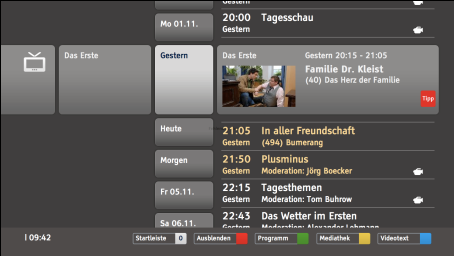 Gestern
Mo 01.11.
20:00 Tagesschau
Gestern
Das Erste
Gestern
Das Erste
Gestern 20:15 - 21:05
Familie Dr. Kleist
(40) Das Herz der Familie
Tipp
Heute
21:05 In aller Freundschaft
Gestern (494) Bumerang
Morgen
21:50 Plusminus
Gestern Moderation: Jörg Boecker
Fr 05.11.
22:15 Tagesthemen
Gestern Moderation: Tom Buhrow
Sa 06.11.
22:43 Das Wetter im Ersten
Gestern Moderation: Alexander Lehmann
09:42
Startleiste 0
Ausblenden
Programm
Mediathek
Videotext